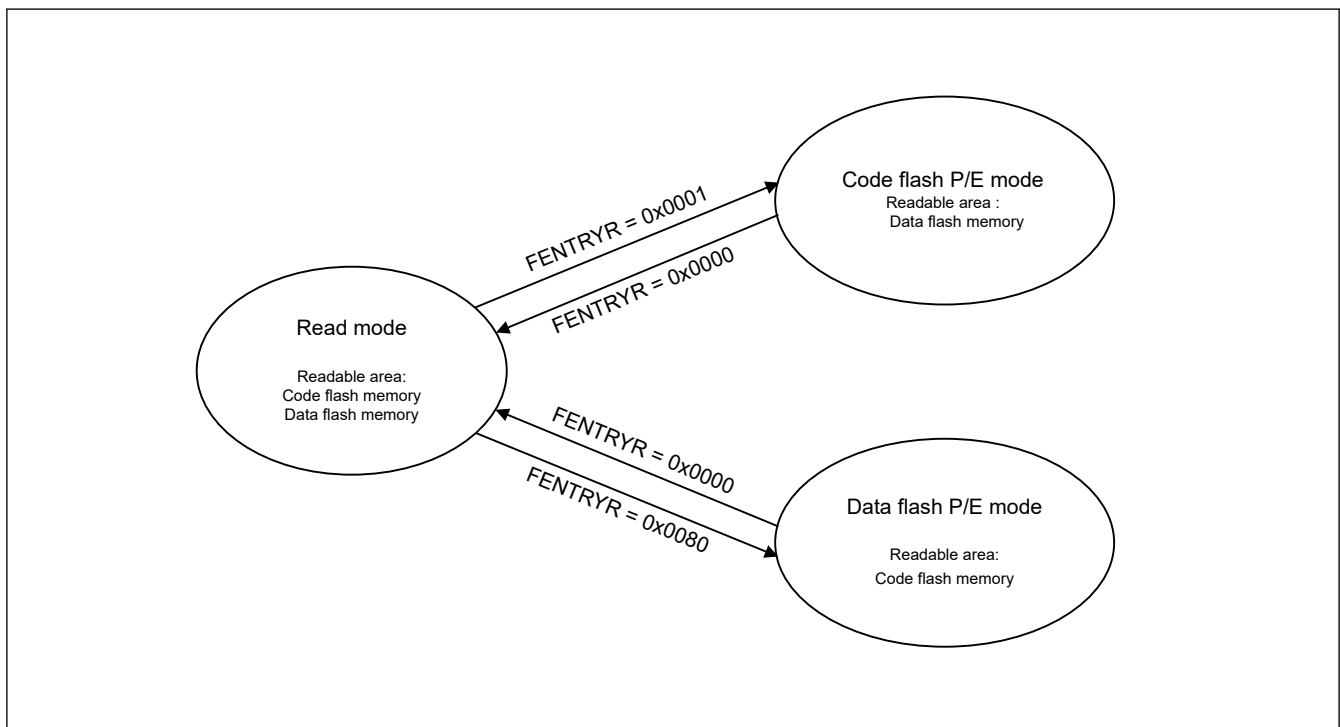 Code flash P/E mode
Readable area :
Data flash memory
FENTRYR = 0x0001
FENTRYR = 0x0000
Read mode
Readable area:
Code flash memory
Data flash memory
FENTRYR = 0x0000
FENTRYR = 0x0080
Data flash P/E mode
Readable area:
Code flash memory